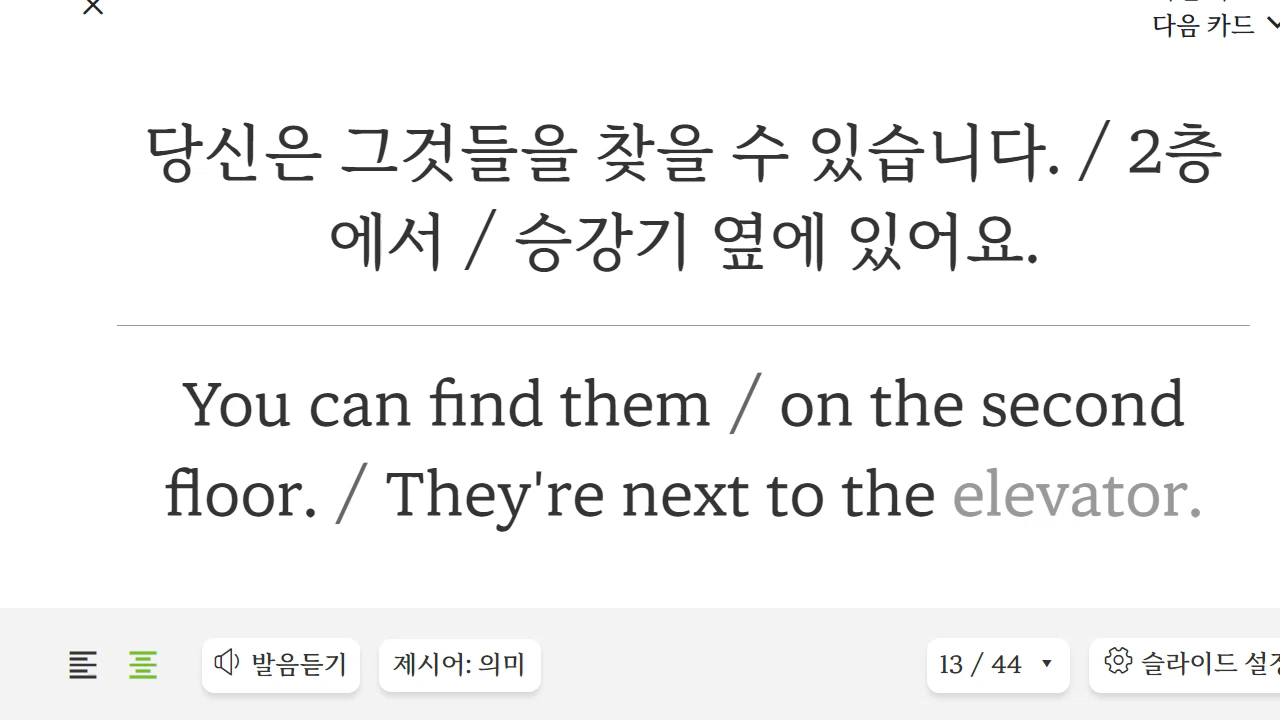 다음 카드
당신은 그것들을 찾을 수 있습니다. / 2층
에서 / 승강기 옆에 있어요.
You can find them / on the second
floor. / They're next to the elevator.
발음듣기 제시어: 의미 13 / 44 슬라이드